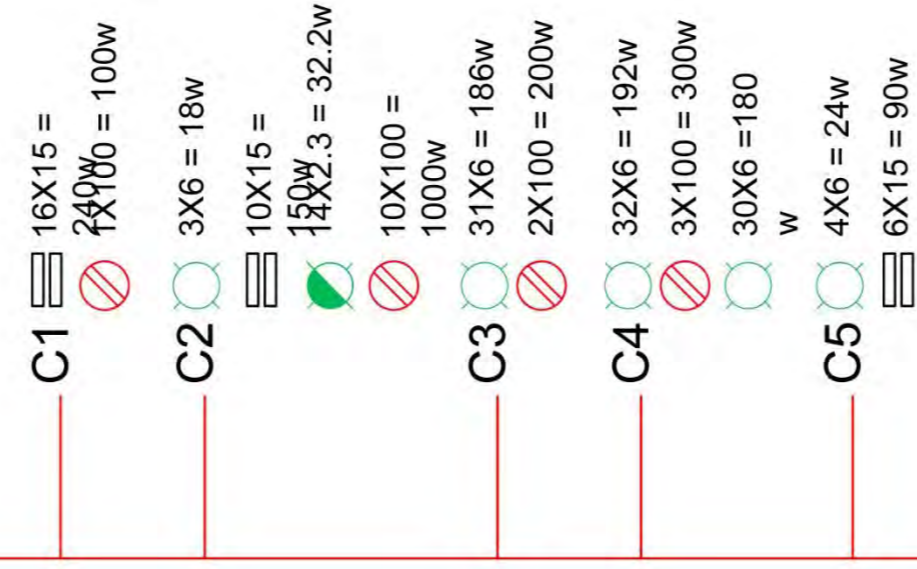 C1
16X15 =
240w
1X100 = 100w
C2
3X6 = 18w
10X15 =
150w
14X2.3 = 32.2w
10X100 =
1000w
C3
31X6 = 186w
2X100 = 200w
C4
32X6 = 192w
3X100 = 300w
30X6 =180
w
C5
4X6 = 24w
6X15 = 90w